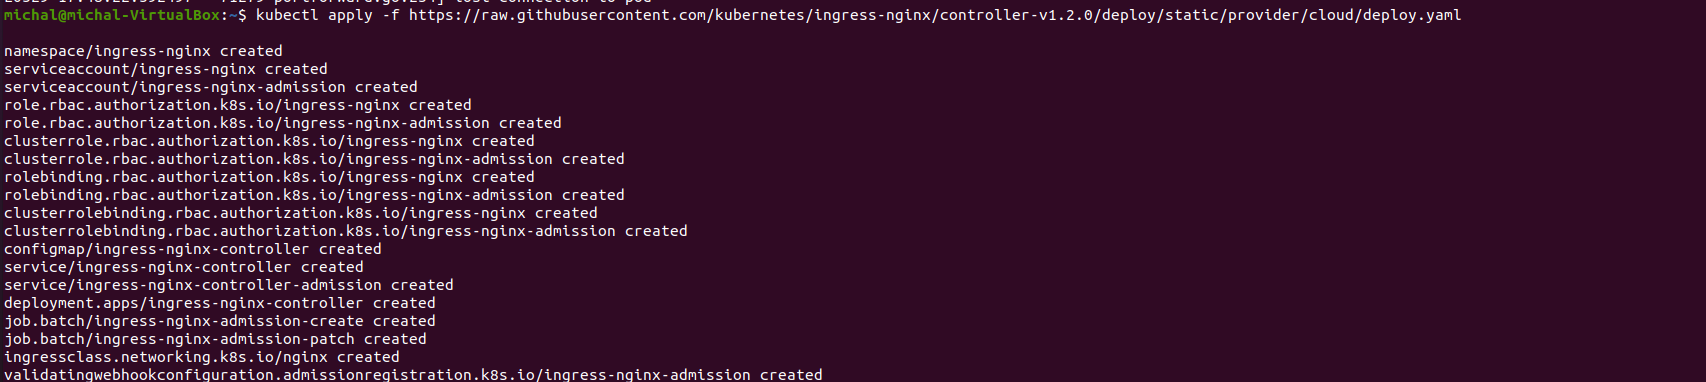 michal@michal-VirtualBox:~$ kubectl apply -f https://raw.githubusercontent.com/kubernetes/ingress-nginx/controller-v1.2.0/deploy/static/provider/cloud/deploy.yaml
namespace/ingress-nginx created
serviceaccount/ingress-nginx created
serviceaccount/ingress-nginx-admission created
role.rbac.authorization.k8s.io/ingress-nginx created
role.rbac.authorization.k8s.io/ingress-nginx-admission created
clusterrole.rbac.authorization.k8s.io/ingress-nginx created
clusterrole.rbac.authorization.k8s.io/ingress-nginx-admission created
rolebinding.rbac.authorization.k8s.io/ingress-nginx created
rolebinding.rbac.authorization.k8s.io/ingress-nginx-admission created
clusterrolebinding.rbac.authorization.k8s.io/ingress-nginx created
clusterrolebinding.rbac.authorization.k8s.io/ingress-nginx-admission created
configmap/ingress-nginx-controller created
service/ingress-nginx-controller created
service/ingress-nginx-controller-admission created
deployment.apps/ingress-nginx-controller created
job.batch/ingress-nginx-admission-create created
job.batch/ingress-nginx-admission-patch created
ingressclass.networking.k8s.io/nginx created
validatingwebhookconfiguration.admissionregistration.k8s.io/ingress-nginx-admission created